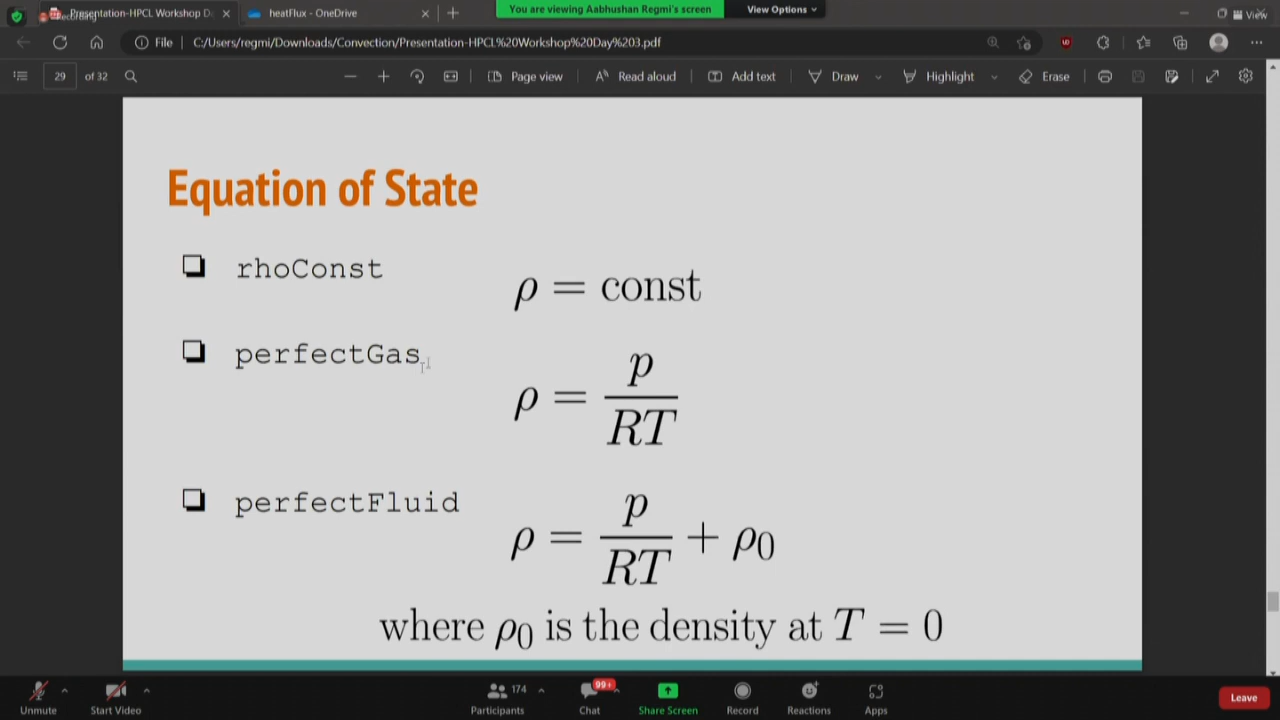 Presentation-HPCL Workshop D
heatFlux - OneDrive
You are viewing Aabhushan Regmi's screen
View Options
View
File
C:/Users/regmi/Downloads/Convection/Presentation-HPCL%20Workshop%20Day%203.pdf
29 of 32
Page view
Read aloud
Add text
Draw
Highlight
Erase
Equation of State
rhoConst
ρ = const
perfectGas
ρ = p/RT
perfectFluid
ρ = p/RT + ρ₀
where ρ₀ is the density at T = 0
174
99+
Unmute
Start Video
Participants
Chat
Share Screen
Record
Reactions
Apps
Leave